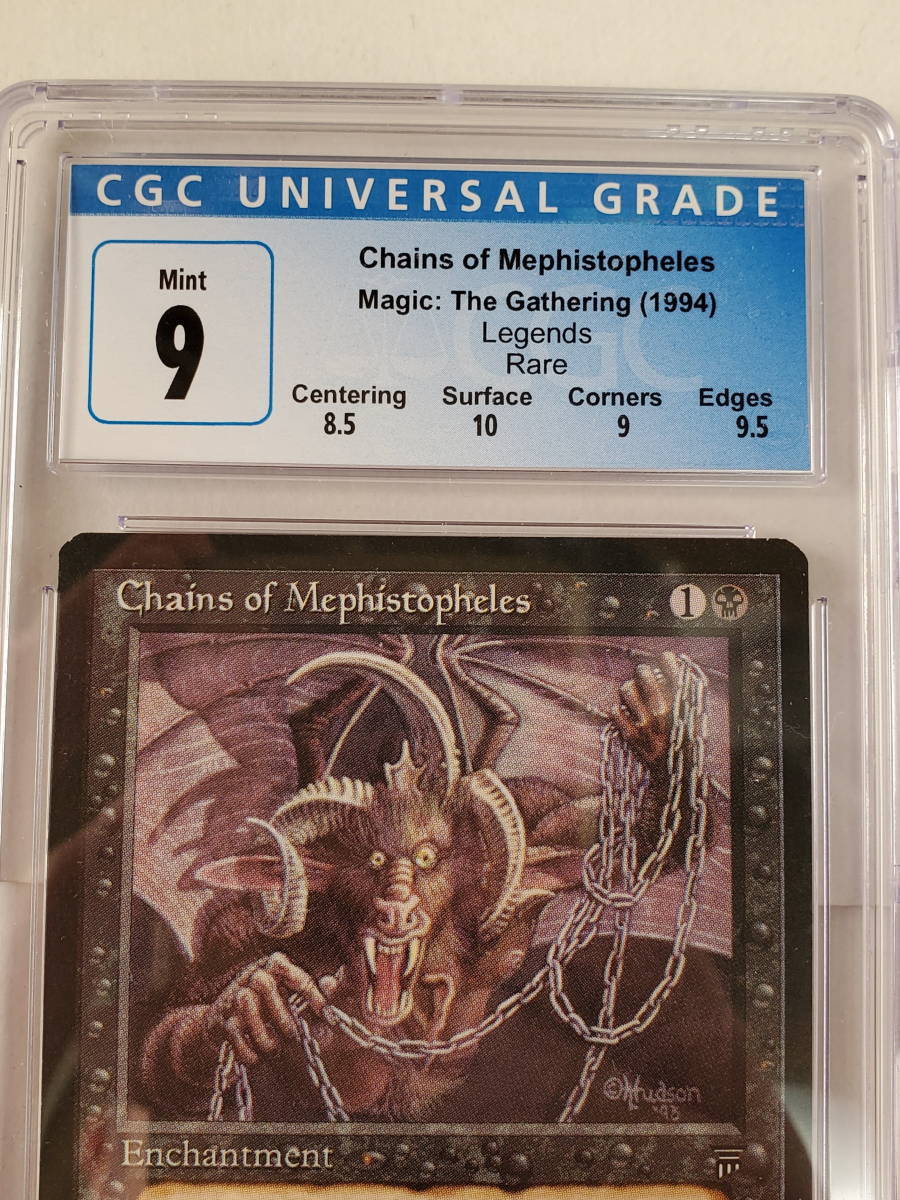 CGC UNIVERSAL GRADE
Mint
9
Chains of Mephistopheles
Magic: The Gathering (1994)
Legends
Rare
Centering Surface Corners Edges
8.5 10 9 9.5
Chains of Mephistopheles 1
©Hudson
'93
Enchantment